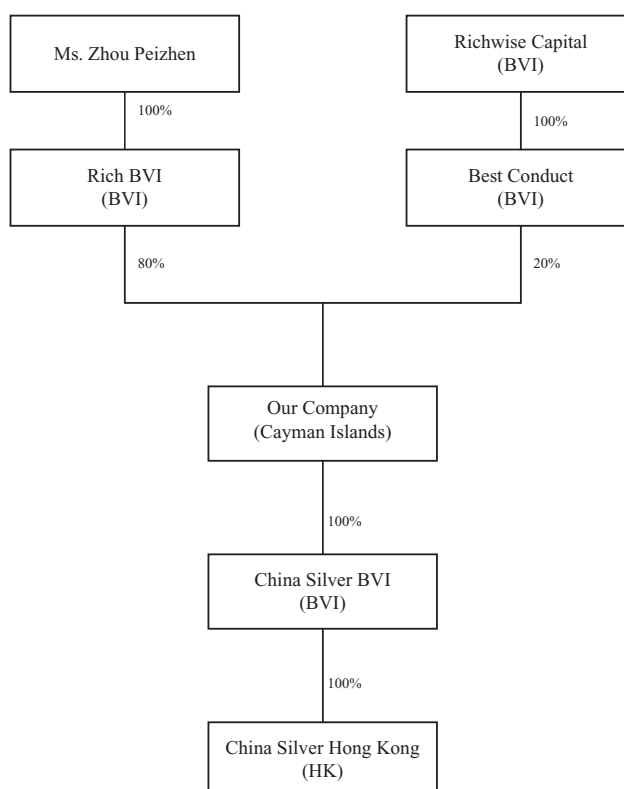 Ms. Zhou Peizhen
Richwise Capital
(BVI)
100%
100%
Rich BVI
(BVI)
Best Conduct
(BVI)
80%
20%
Our Company
(Cayman Islands)
100%
China Silver BVI
(BVI)
100%
China Silver Hong Kong
(HK)